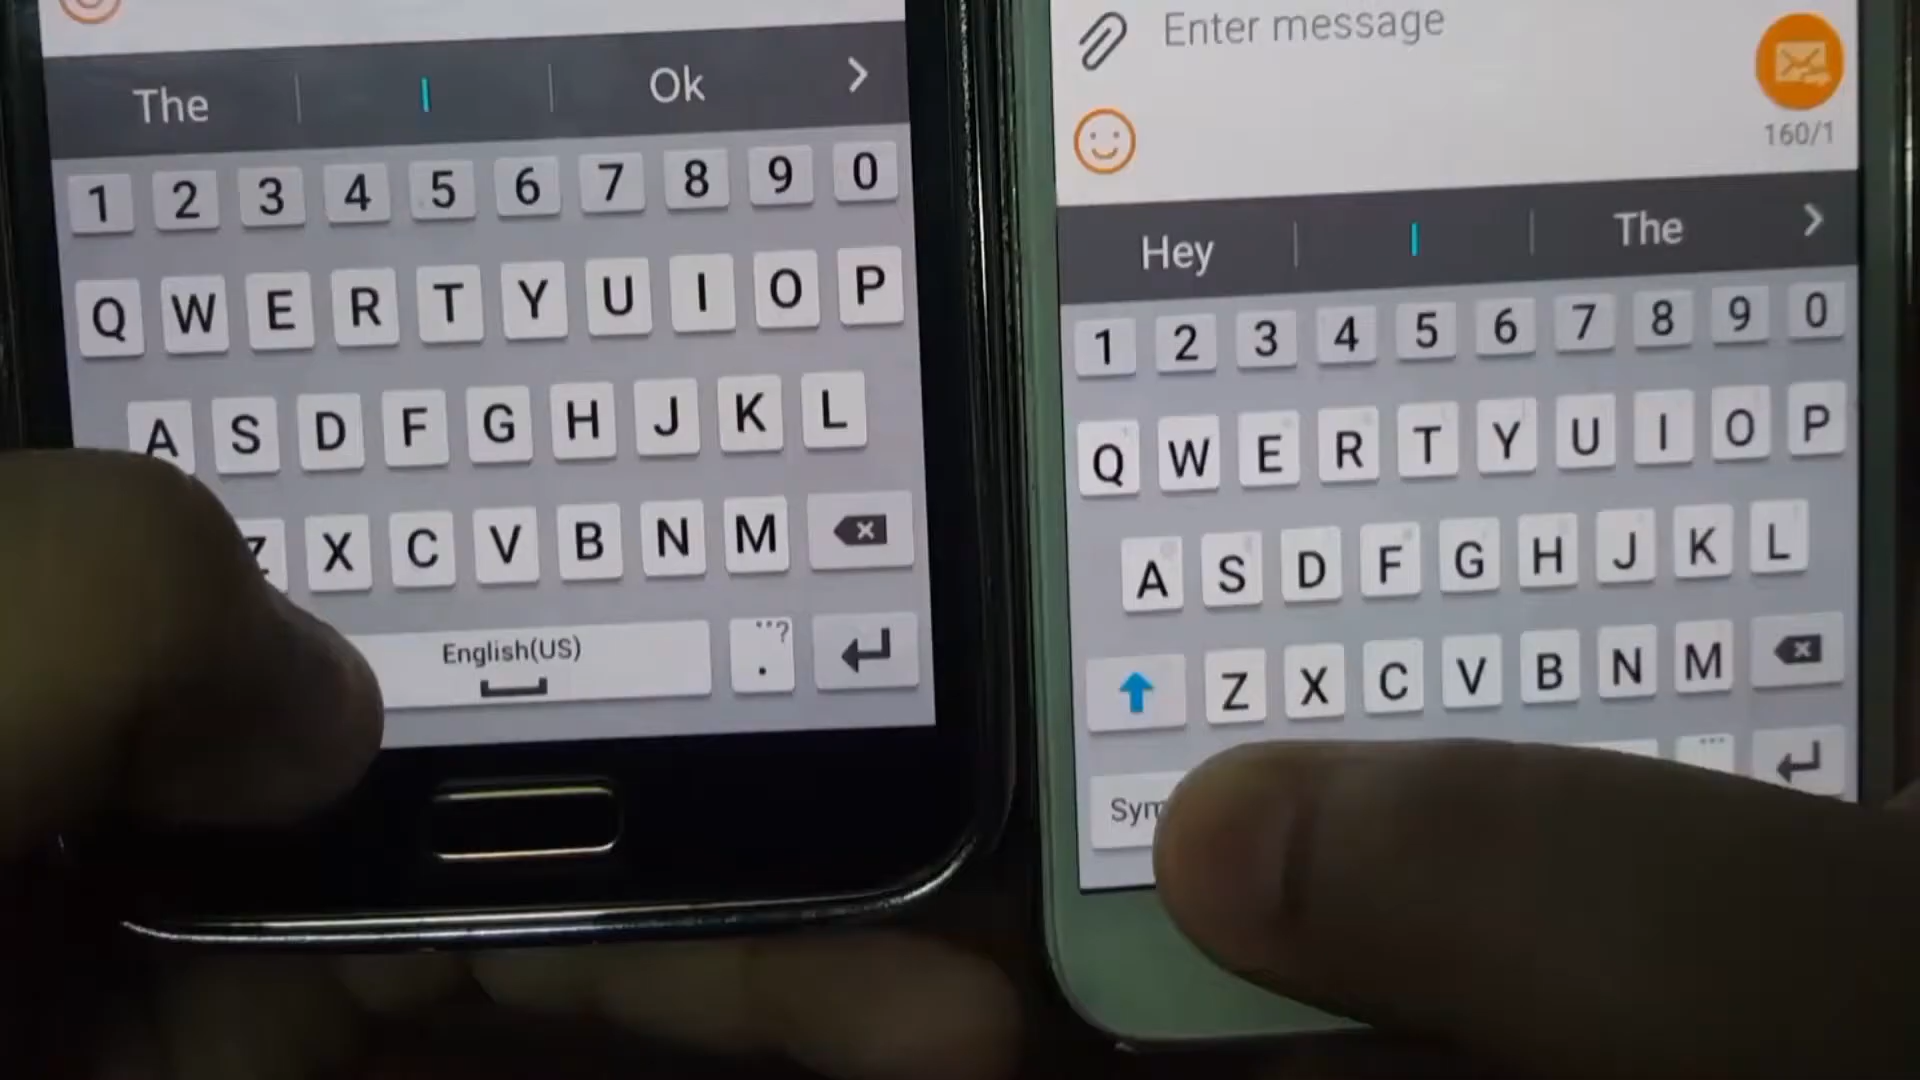 The I Ok >
1 2 3 4 5 6 7 8 9 0
Q W E R T Y U I O P
A S D F G H J K L
Z X C V B N M
English(US)
. ?
Enter message
160/1
Hey I The >
1 2 3 4 5 6 7 8 9 0
Q W E R T Y U I O P
A S D F G H J K L
Z X C V B N M